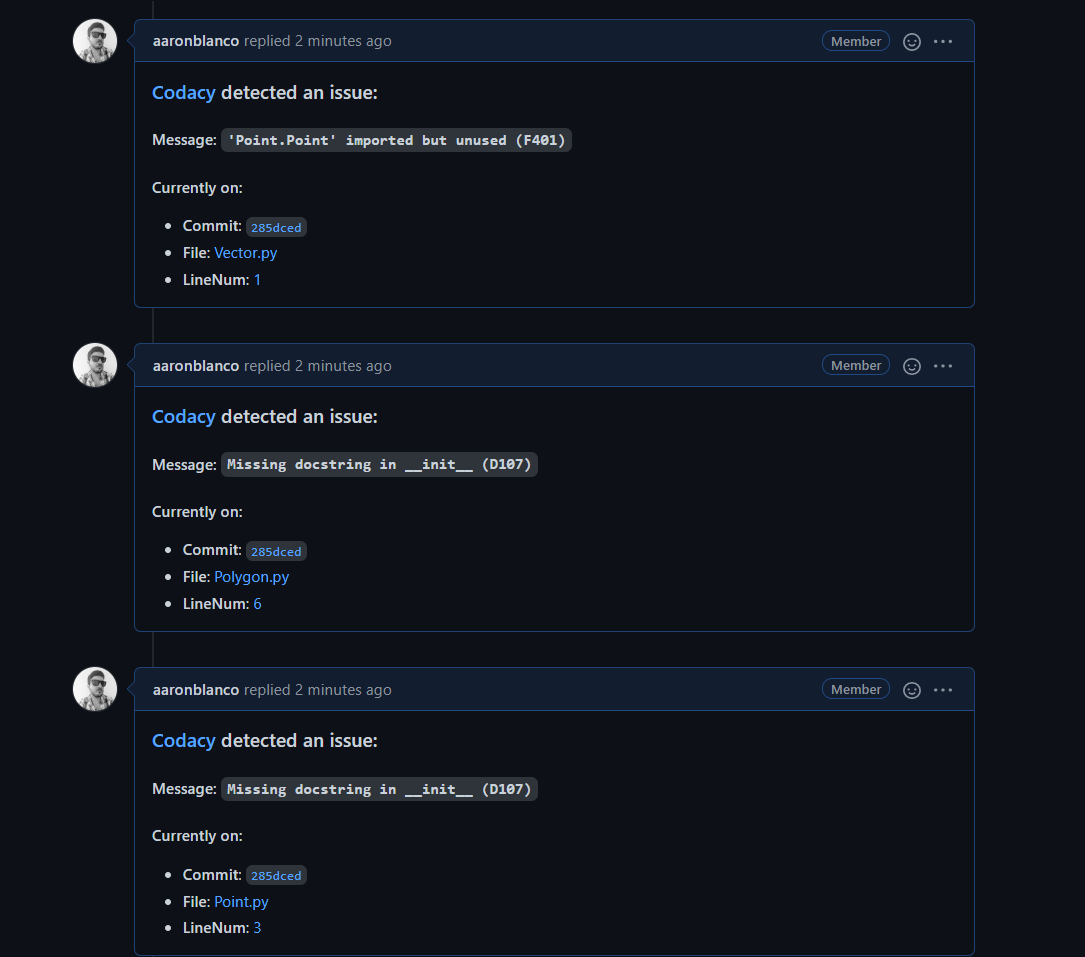 aaronblanco replied 2 minutes ago Member
Codacy detected an issue:
Message: 'Point.Point' imported but unused (F401)
Currently on:
Commit: 285dced
File: Vector.py
LineNum: 1
aaronblanco replied 2 minutes ago Member
Codacy detected an issue:
Message: Missing docstring in __init__ (D107)
Currently on:
Commit: 285dced
File: Polygon.py
LineNum: 6
aaronblanco replied 2 minutes ago Member
Codacy detected an issue:
Message: Missing docstring in __init__ (D107)
Currently on:
Commit: 285dced
File: Point.py
LineNum: 3